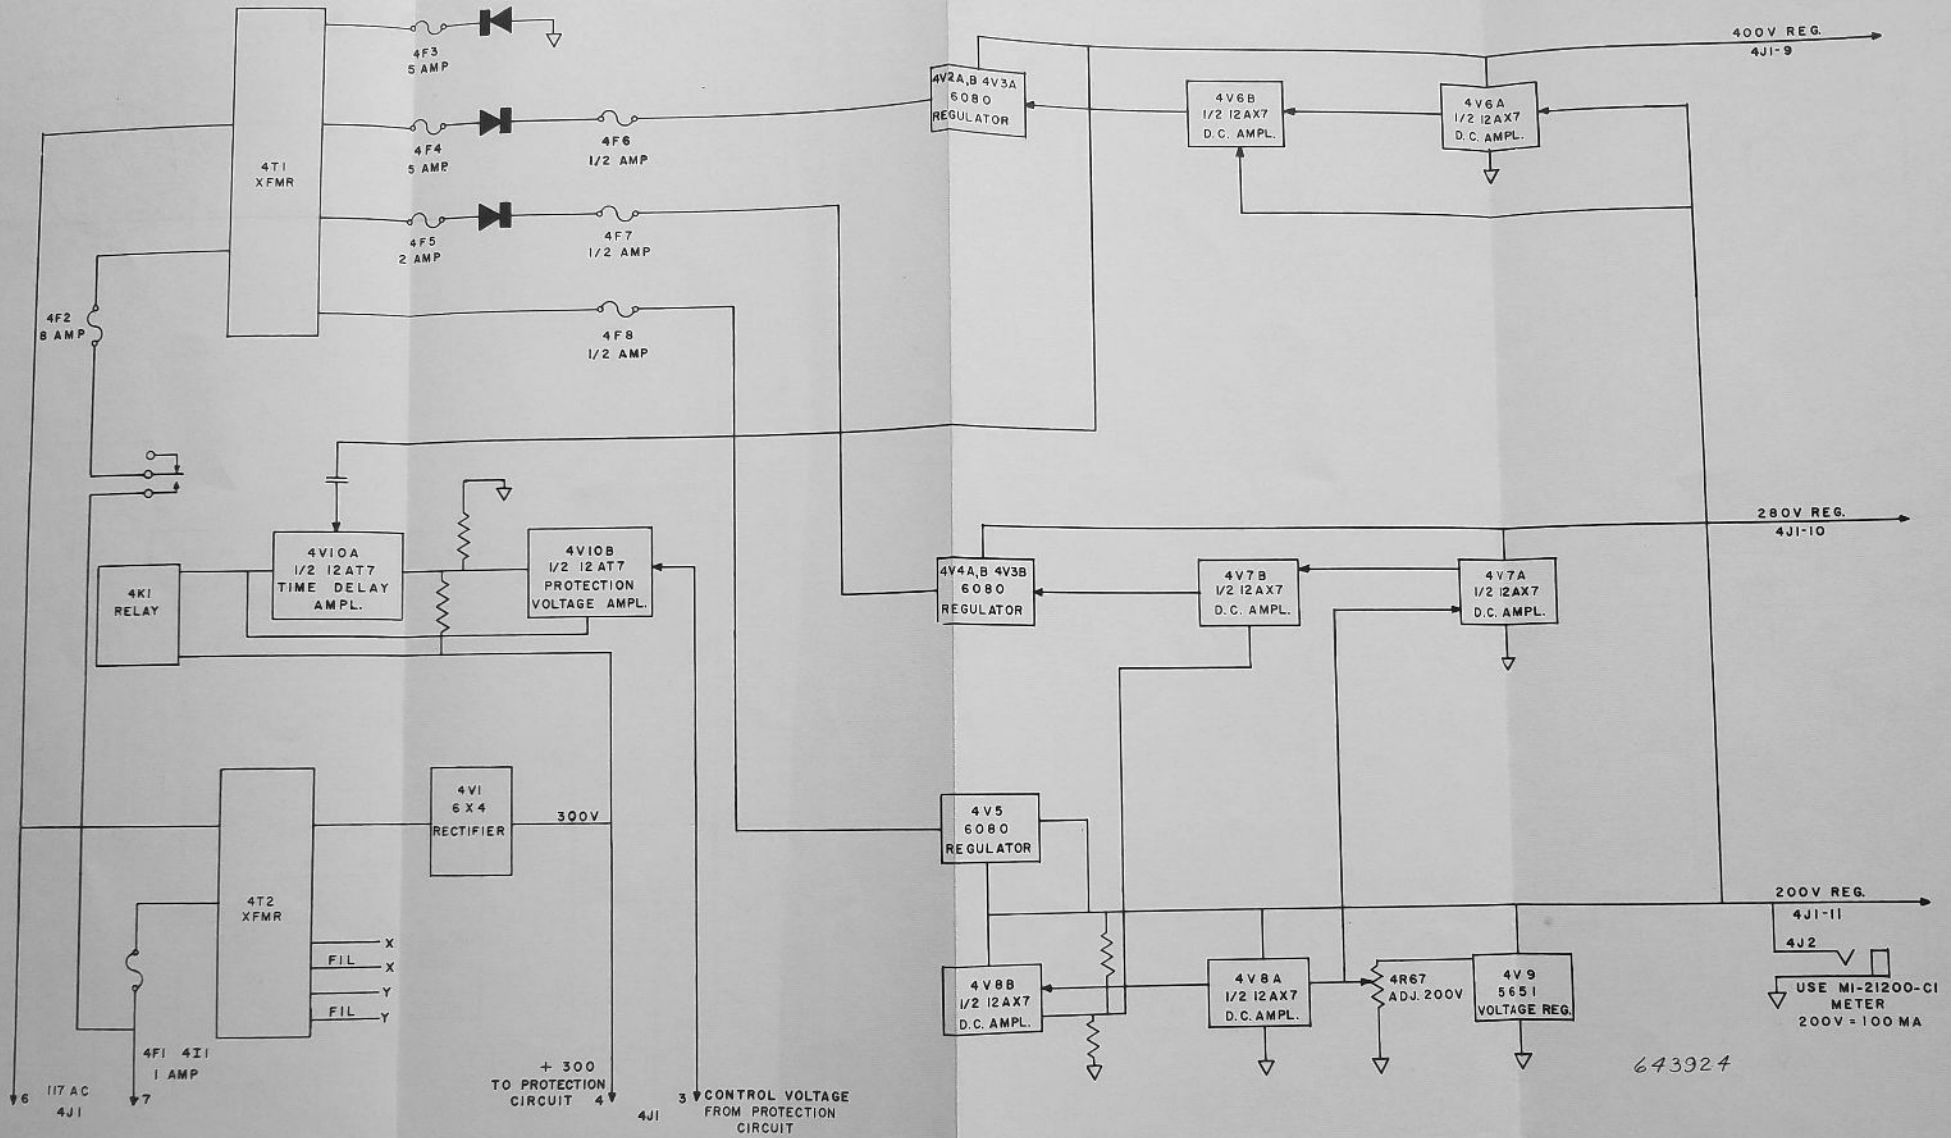 4F3
5 AMP
4F4
5 AMP
4F6
1/2 AMP
4T1
XFMR
4F5
2 AMP
4F7
1/2 AMP
4F2
8 AMP
4F8
1/2 AMP
4V2A,B 4V3A
6080
REGULATOR
4V6B
1/2 12AX7
D.C. AMPL.
4V6A
1/2 12AX7
D.C. AMPL.
400V REG.
4J1-9
4V10A
1/2 12AT7
TIME DELAY
AMPL.
4V10B
1/2 12AT7
PROTECTION
VOLTAGE AMPL.
4K1
RELAY
4V4A,B 4V3B
6080
REGULATOR
4V7B
1/2 12AX7
D.C. AMPL.
4V7A
1/2 12AX7
D.C. AMPL.
280V REG.
4J1-10
4V1
6X4
RECTIFIER
300V
4T2
XFMR
X
FIL
X
Y
FIL
Y
4F1 4I1
1 AMP
6 117 AC 7
4J1
+ 300
TO PROTECTION
CIRCUIT 4
4J1
3 CONTROL VOLTAGE
FROM PROTECTION
CIRCUIT
4V5
6080
REGULATOR
4V8B
1/2 12AX7
D.C. AMPL.
4V8A
1/2 12AX7
D.C. AMPL.
4R67
ADJ. 200V
4V9
5651
VOLTAGE REG.
200V REG.
4J1-11
4J2
USE MI-21200-C1
METER
200V = 100 MA
643924